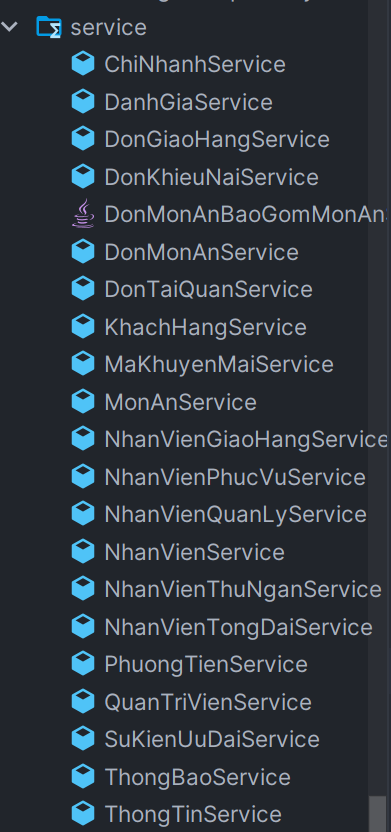 service
ChiNhanhService
DanhGiaService
DonGiaoHangService
DonKhieuNaiService
DonMonAnBaoGomMonAn
DonMonAnService
DonTaiQuanService
KhachHangService
MaKhuyenMaiService
MonAnService
NhanVienGiaoHangService
NhanVienPhucVuService
NhanVienQuanLyService
NhanVienService
NhanVienThuNganService
NhanVienTongDaiService
PhuongTienService
QuanTriVienService
SuKienUuDaiService
ThongBaoService
ThongTinService